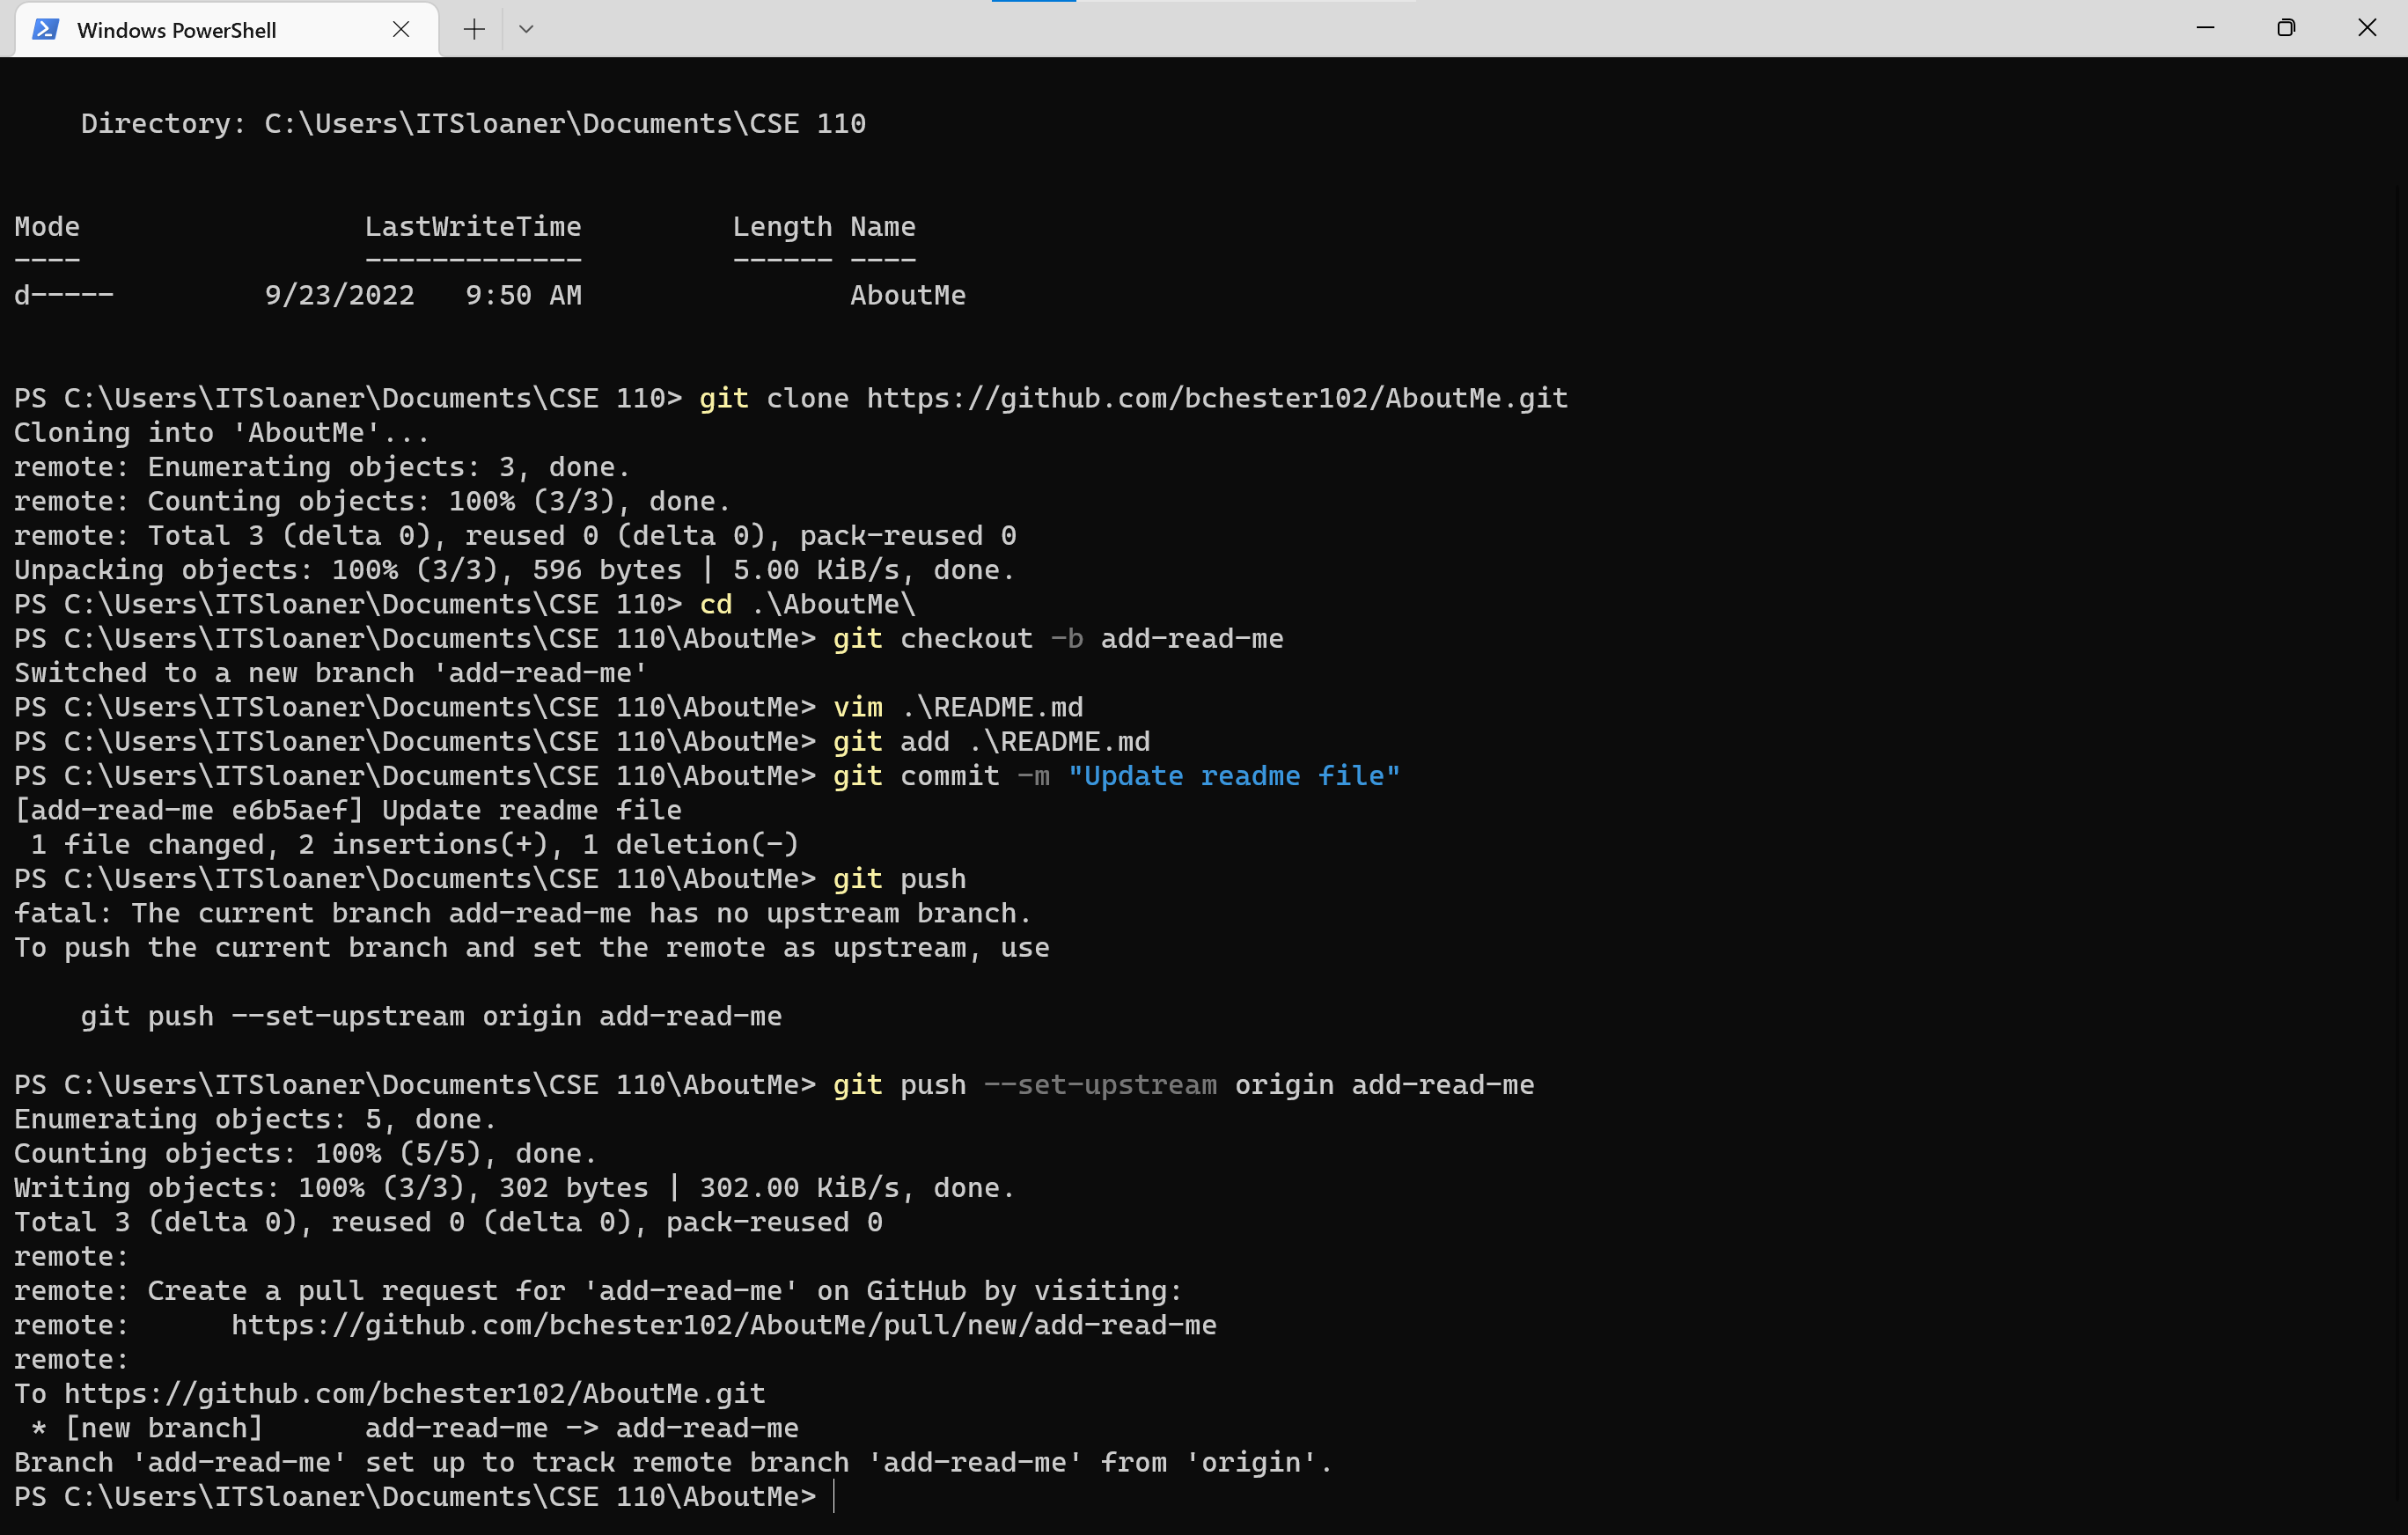 Windows PowerShell
Directory: C:\Users\ITSloaner\Documents\CSE 110
Mode                 LastWriteTime         Length Name
----                 -------------         ------ ----
d-----         9/23/2022   9:50 AM                AboutMe
PS C:\Users\ITSloaner\Documents\CSE 110> git clone https://github.com/bchester102/AboutMe.git
Cloning into 'AboutMe'...
remote: Enumerating objects: 3, done.
remote: Counting objects: 100% (3/3), done.
remote: Total 3 (delta 0), reused 0 (delta 0), pack-reused 0
Unpacking objects: 100% (3/3), 596 bytes | 5.00 KiB/s, done.
PS C:\Users\ITSloaner\Documents\CSE 110> cd .\AboutMe\
PS C:\Users\ITSloaner\Documents\CSE 110\AboutMe> git checkout -b add-read-me
Switched to a new branch 'add-read-me'
PS C:\Users\ITSloaner\Documents\CSE 110\AboutMe> vim .\README.md
PS C:\Users\ITSloaner\Documents\CSE 110\AboutMe> git add .\README.md
PS C:\Users\ITSloaner\Documents\CSE 110\AboutMe> git commit -m "Update readme file"
[add-read-me e6b5aef] Update readme file
 1 file changed, 2 insertions(+), 1 deletion(-)
PS C:\Users\ITSloaner\Documents\CSE 110\AboutMe> git push
fatal: The current branch add-read-me has no upstream branch.
To push the current branch and set the remote as upstream, use
    git push --set-upstream origin add-read-me
PS C:\Users\ITSloaner\Documents\CSE 110\AboutMe> git push --set-upstream origin add-read-me
Enumerating objects: 5, done.
Counting objects: 100% (5/5), done.
Writing objects: 100% (3/3), 302 bytes | 302.00 KiB/s, done.
Total 3 (delta 0), reused 0 (delta 0), pack-reused 0
remote:
remote: Create a pull request for 'add-read-me' on GitHub by visiting:
remote:      https://github.com/bchester102/AboutMe/pull/new/add-read-me
remote:
To https://github.com/bchester102/AboutMe.git
 * [new branch]      add-read-me -> add-read-me
Branch 'add-read-me' set up to track remote branch 'add-read-me' from 'origin'.
PS C:\Users\ITSloaner\Documents\CSE 110\AboutMe>